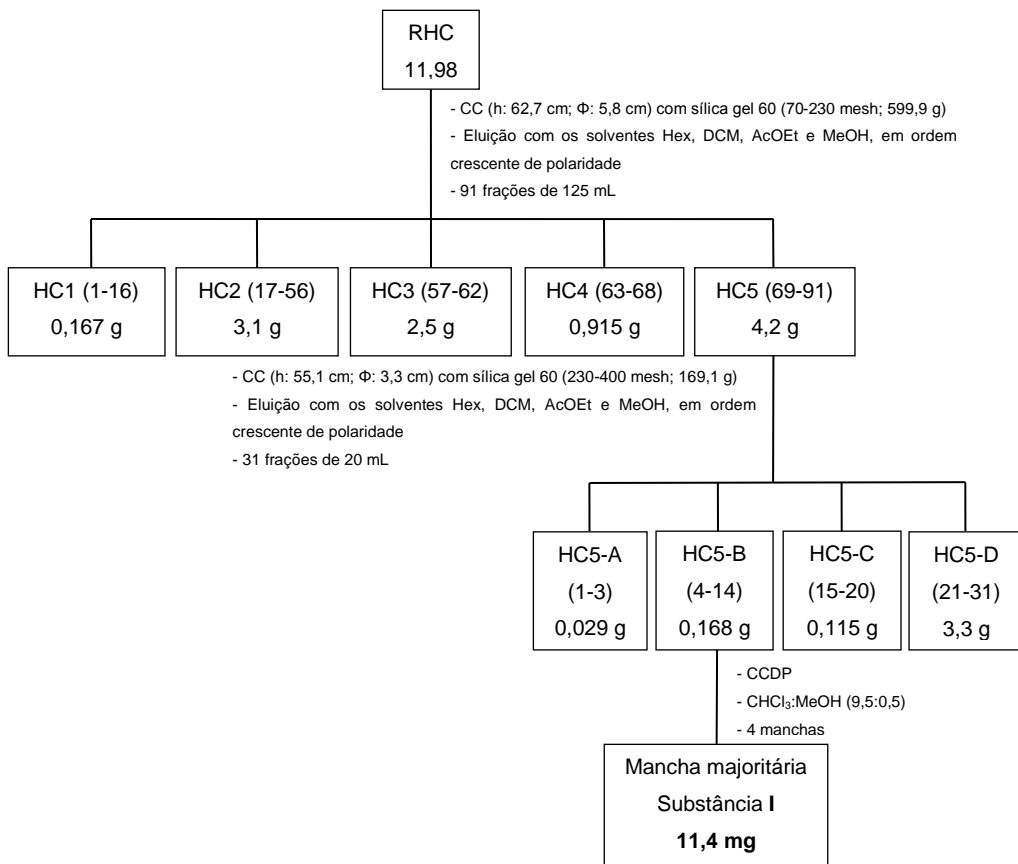 RHC
11,98
- CC (h: 62,7 cm; Φ: 5,8 cm) com sílica gel 60 (70-230 mesh; 599,9 g)
- Eluição com os solventes Hex, DCM, AcOEt e MeOH, em ordem
crescente de polaridade
- 91 frações de 125 mL
HC1 (1-16)
0,167 g
HC2 (17-56)
3,1 g
HC3 (57-62)
2,5 g
HC4 (63-68)
0,915 g
HC5 (69-91)
4,2 g
- CC (h: 55,1 cm; Φ: 3,3 cm) com sílica gel 60 (230-400 mesh; 169,1 g)
- Eluição com os solventes Hex, DCM, AcOEt e MeOH, em ordem
crescente de polaridade
- 31 frações de 20 mL
HC5-A
(1-3)
0,029 g
HC5-B
(4-14)
0,168 g
HC5-C
(15-20)
0,115 g
HC5-D
(21-31)
3,3 g
- CCDP
- CHCl₃:MeOH (9,5:0,5)
- 4 manchas
Mancha majoritária
Substância I
11,4 mg